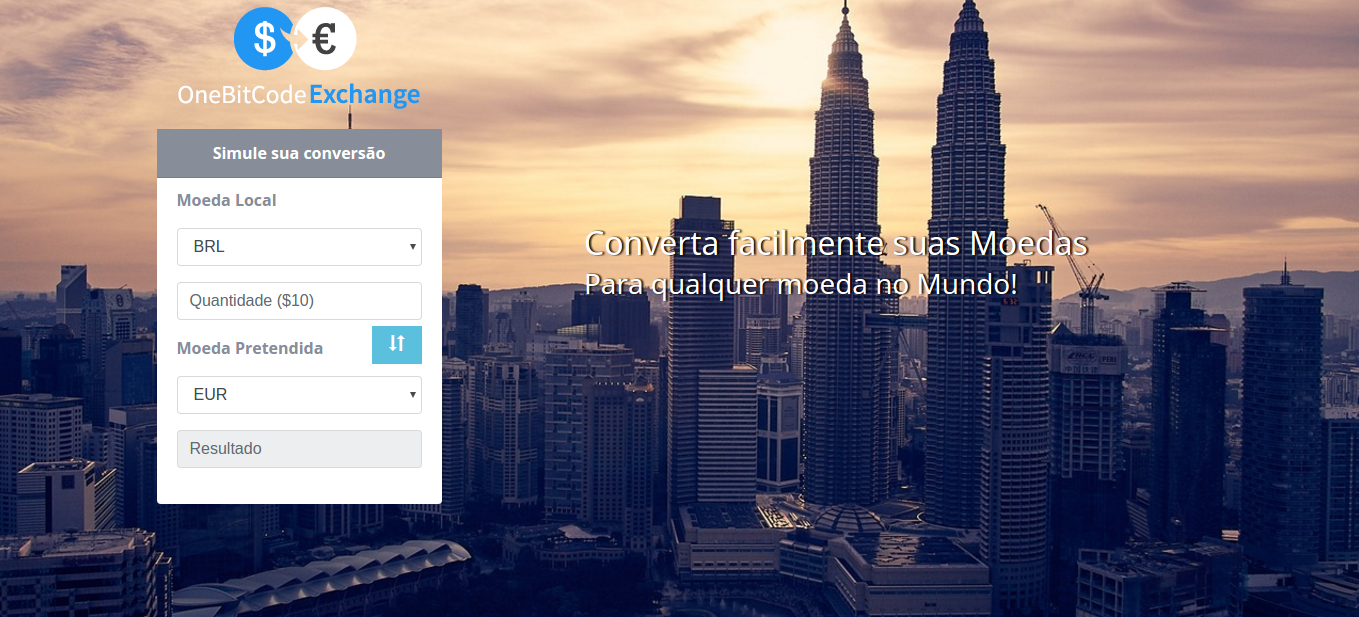 $ €
OneBitCodeExchange
Simule sua conversão
Moeda Local
BRL
Quantidade ($10)
Moeda Pretendida
EUR
Resultado
Converta facilmente suas Moedas
Para qualquer moeda no Mundo!